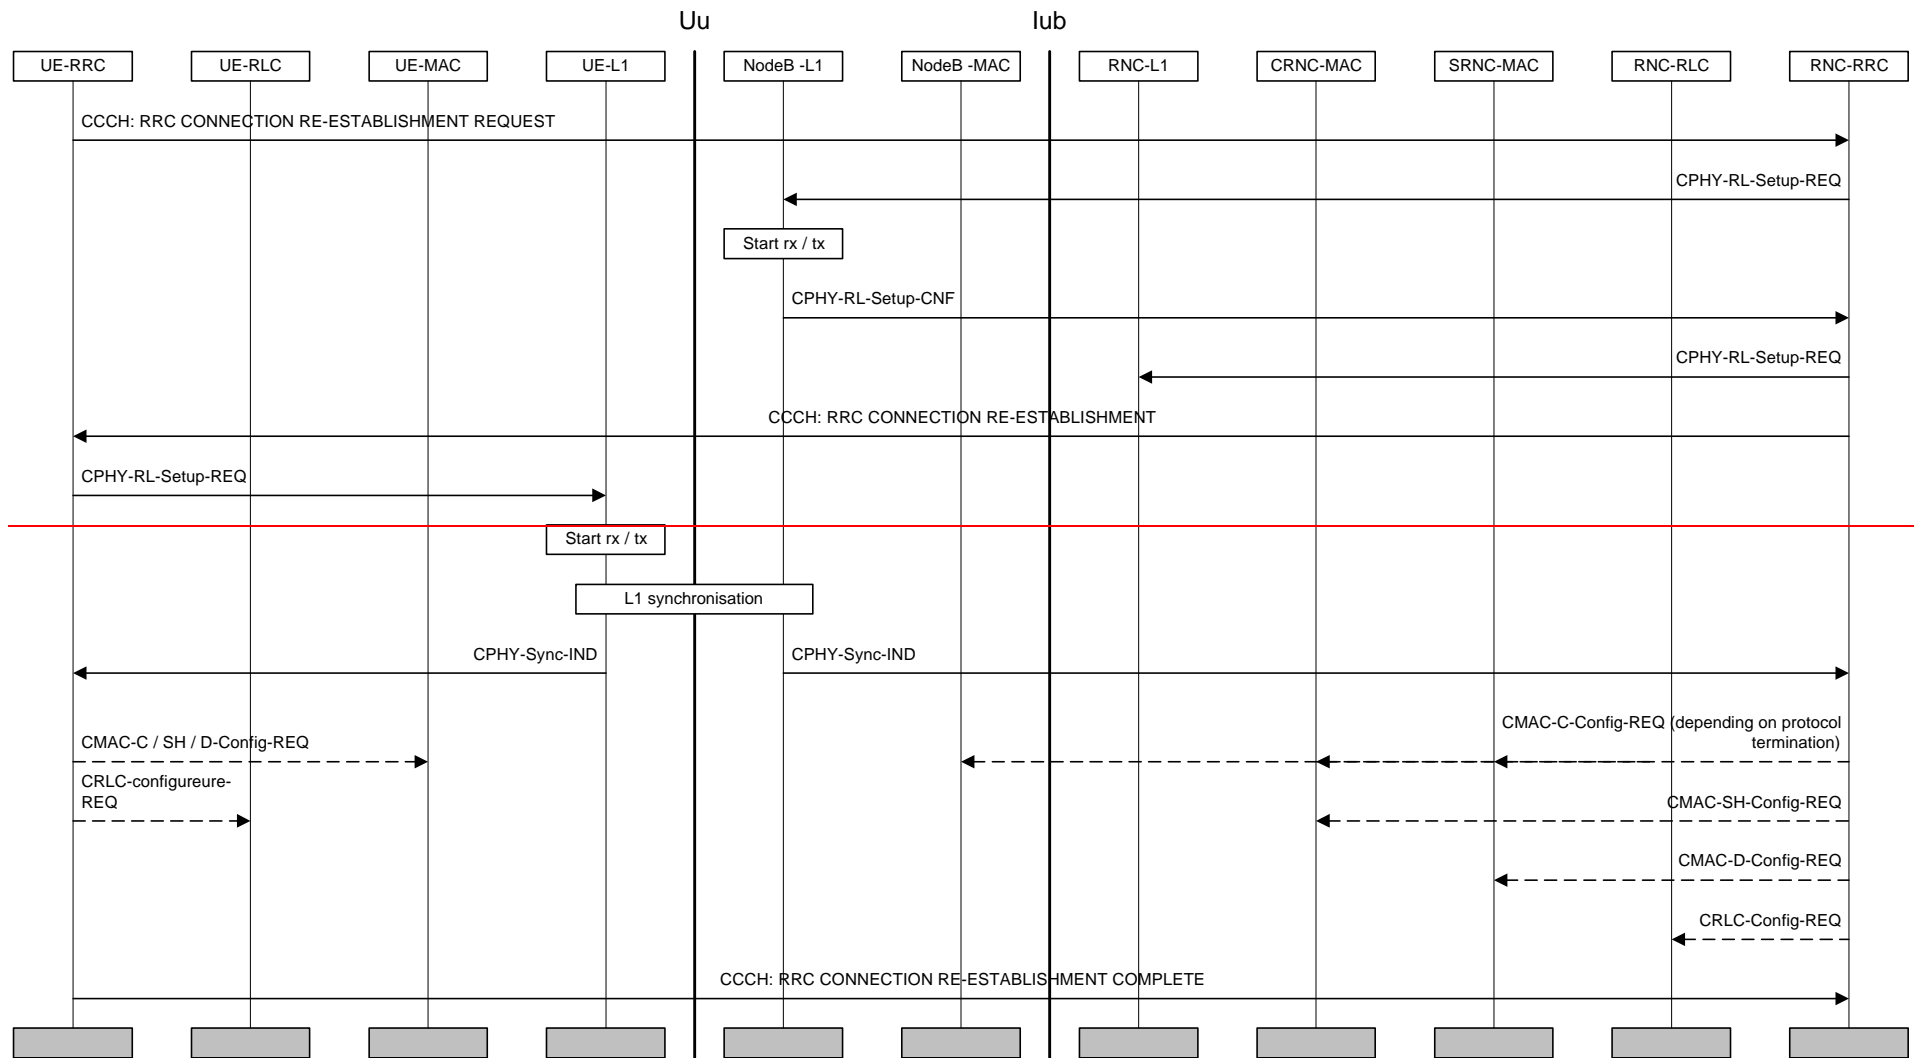 Uu
Iub
UE-RRC
UE-RLC
UE-MAC
UE-L1
NodeB -L1
NodeB -MAC
RNC-L1
CRNC-MAC
SRNC-MAC
RNC-RLC
RNC-RRC
CCCH: RRC CONNECTION RE-ESTABLISHMENT REQUEST
CPHY-RL-Setup-REQ
Start rx / tx
CPHY-RL-Setup-CNF
CPHY-RL-Setup-REQ
CCCH: RRC CONNECTION RE-ESTABLISHMENT
CPHY-RL-Setup-REQ
Start rx / tx
L1 synchronisation
CPHY-Sync-IND
CPHY-Sync-IND
CMAC-C-Config-REQ (depending on protocol
termination)
CMAC-C / SH / D-Config-REQ
CRLC-configureure-
REQ
CMAC-SH-Config-REQ
CMAC-D-Config-REQ
CRLC-Config-REQ
CCCH: RRC CONNECTION RE-ESTABLISHMENT COMPLETE